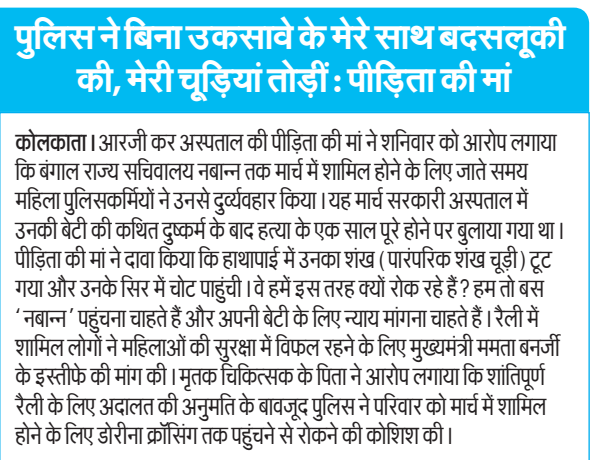 पुलिस ने बिना उकसावे के मेरे साथ बदसलूकी
की, मेरी चूड़ियां तोड़ीं : पीड़िता की मां
कोलकाता। आरजी कर अस्पताल की पीड़िता की मां ने शनिवार को आरोप लगाया
कि बंगाल राज्य सचिवालय नबान्न तक मार्च में शामिल होने के लिए जाते समय
महिला पुलिसकर्मियों ने उनसे दुर्व्यवहार किया। यह मार्च सरकारी अस्पताल में
उनकी बेटी की कथित दुष्कर्म के बाद हत्या के एक साल पूरे होने पर बुलाया गया था।
पीड़िता की मां ने दावा किया कि हाथापाई में उनका शंख ( पारंपरिक शंख चूड़ी ) टूट
गया और उनके सिर में चोट पहुंची। वे हमें इस तरह क्यों रोक रहे हैं? हम तो बस
‘नबान्न’ पहुंचना चाहते हैं और अपनी बेटी के लिए न्याय मांगना चाहते हैं। रैली में
शामिल लोगों ने महिलाओं की सुरक्षा में विफल रहने के लिए मुख्यमंत्री ममता बनर्जी
के इस्तीफे की मांग की। मृतक चिकित्सक के पिता ने आरोप लगाया कि शांतिपूर्ण
रैली के लिए अदालत की अनुमति के बावजूद पुलिस ने परिवार को मार्च में शामिल
होने के लिए डोरीना क्रॉसिंग तक पहुंचने से रोकने की कोशिश की।